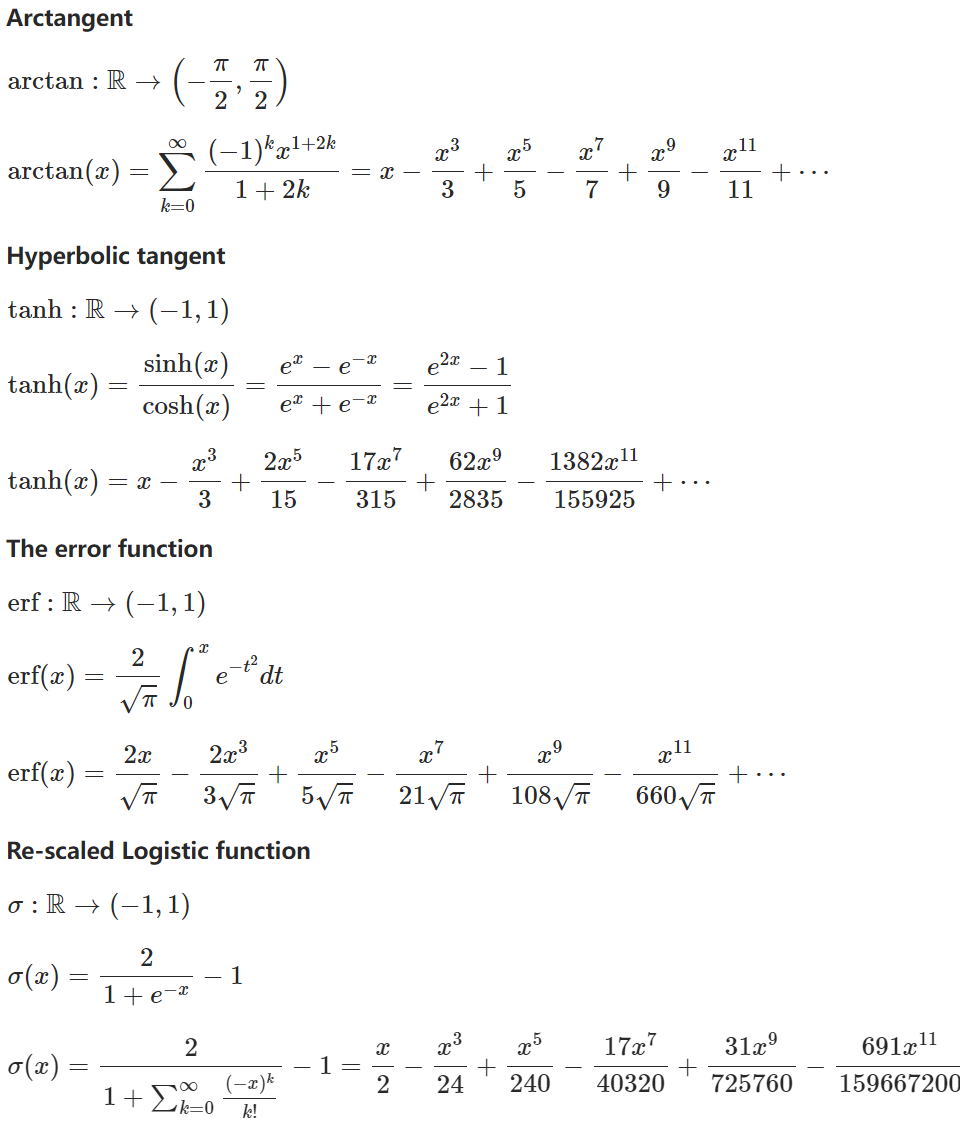 Arctangent
arctan : ℝ → (−π/2, π/2)
arctan(x) = ∑_{k=0}^{∞} (−1)^k x^{1+2k} / (1 + 2k) = x − x^3/3 + x^5/5 − x^7/7 + x^9/9 − x^11/11 + ⋯
Hyperbolic tangent
tanh : ℝ → (−1, 1)
tanh(x) = sinh(x)/cosh(x) = (e^x − e^{−x})/(e^x + e^{−x}) = (e^{2x} − 1)/(e^{2x} + 1)
tanh(x) = x − x^3/3 + 2x^5/15 − 17x^7/315 + 62x^9/2835 − 1382x^11/155925 + ⋯
The error function
erf : ℝ → (−1, 1)
erf(x) = 2/√π ∫_0^x e^{−t^2} dt
erf(x) = 2x/√π − 2x^3/(3√π) + x^5/(5√π) − x^7/(21√π) + x^9/(108√π) − x^11/(660√π) + ⋯
Re-scaled Logistic function
σ : ℝ → (−1, 1)
σ(x) = 2/(1 + e^{−x}) − 1
σ(x) = 2/(1 + ∑_{k=0}^{∞} (−x)^k/k!) − 1 = x/2 − x^3/24 + x^5/240 − 17x^7/40320 + 31x^9/725760 − 691x^11/159667200